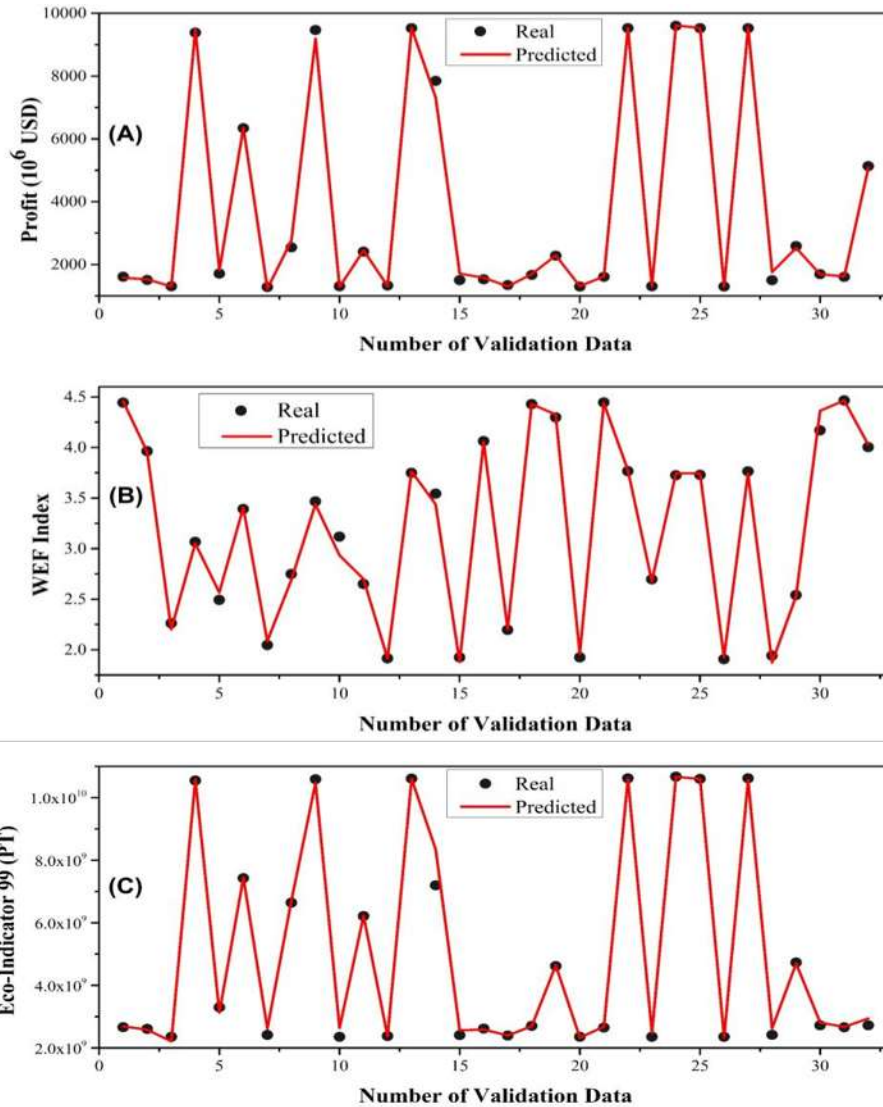 10000
8000
6000
4000
2000
Profit (10^6 USD)
(A)
Real
Predicted
0 5 10 15 20 25 30
Number of Validation Data
4.5
4.0
3.5
3.0
2.5
2.0
WEF Index
(B)
Real
Predicted
0 5 10 15 20 25 30
Number of Validation Data
1.0x10^10
8.0x10^9
6.0x10^9
4.0x10^9
2.0x10^9
Eco-Indicator 99 (PT)
(C)
Real
Predicted
0 5 10 15 20 25 30
Number of Validation Data